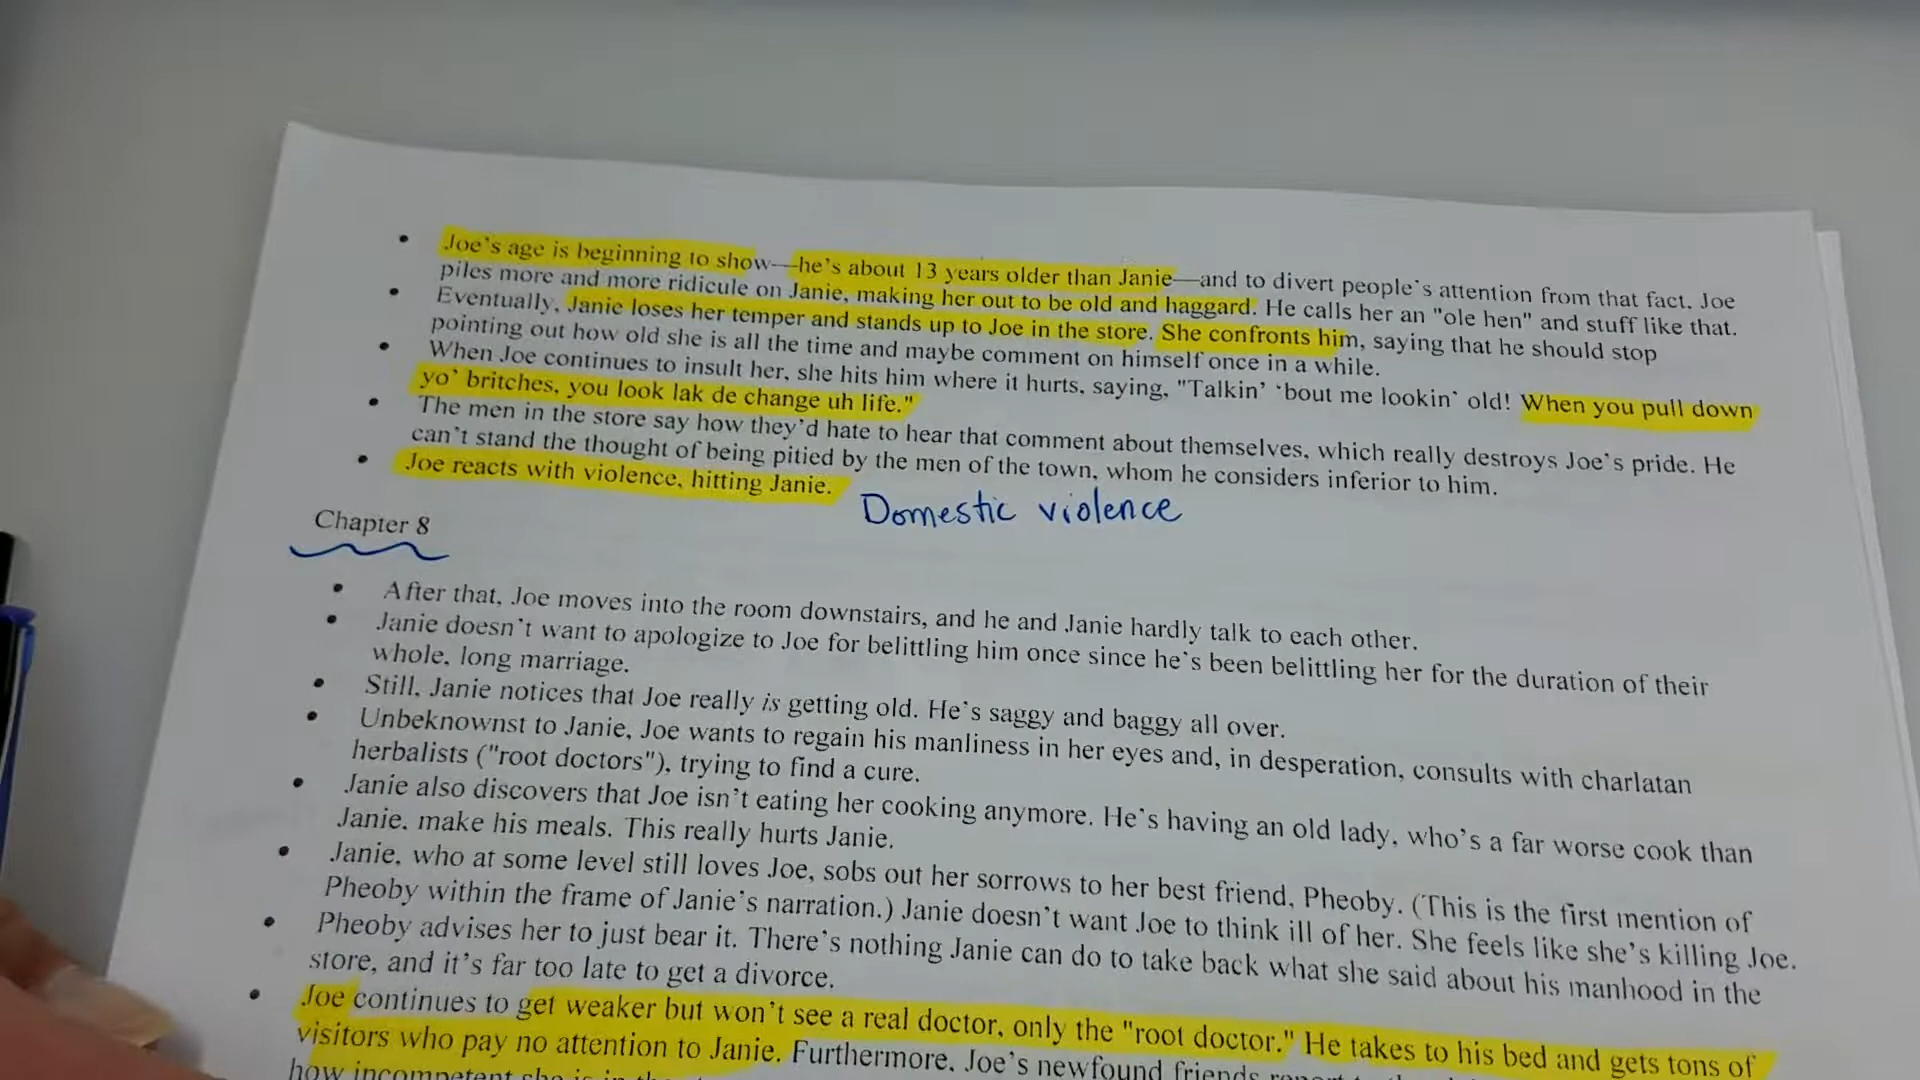 Joe's age is beginning to show—he's about 13 years older than Janie—and to divert people's attention from that fact, Joe
piles more and more ridicule on Janie, making her out to be old and haggard. He calls her an "ole hen" and stuff like that.
Eventually, Janie loses her temper and stands up to Joe in the store. She confronts him, saying that he should stop
pointing out how old she is all the time and maybe comment on himself once in a while.
When Joe continues to insult her, she hits him where it hurts, saying, "Talkin' 'bout me lookin' old! When you pull down
yo' britches, you look lak de change uh life."
The men in the store say how they'd hate to hear that comment about themselves, which really destroys Joe's pride. He
can't stand the thought of being pitied by the men of the town, whom he considers inferior to him.
Joe reacts with violence, hitting Janie.
Domestic violence
Chapter 8
After that, Joe moves into the room downstairs, and he and Janie hardly talk to each other.
Janie doesn't want to apologize to Joe for belittling him once since he's been belittling her for the duration of their
whole, long marriage.
Still, Janie notices that Joe really is getting old. He's saggy and baggy all over.
Unbeknownst to Janie, Joe wants to regain his manliness in her eyes and, in desperation, consults with charlatan
herbalists ("root doctors"), trying to find a cure.
Janie also discovers that Joe isn't eating her cooking anymore. He's having an old lady, who's a far worse cook than
Janie, make his meals. This really hurts Janie.
Janie, who at some level still loves Joe, sobs out her sorrows to her best friend, Pheoby. (This is the first mention of
Pheoby within the frame of Janie's narration.) Janie doesn't want Joe to think ill of her. She feels like she's killing Joe.
Pheoby advises her to just bear it. There's nothing Janie can do to take back what she said about his manhood in the
store, and it's far too late to get a divorce.
Joe continues to get weaker but won't see a real doctor, only the "root doctor." He takes to his bed and gets tons of
visitors who pay no attention to Janie. Furthermore, Joe's newfound friends
how incompetent she is in